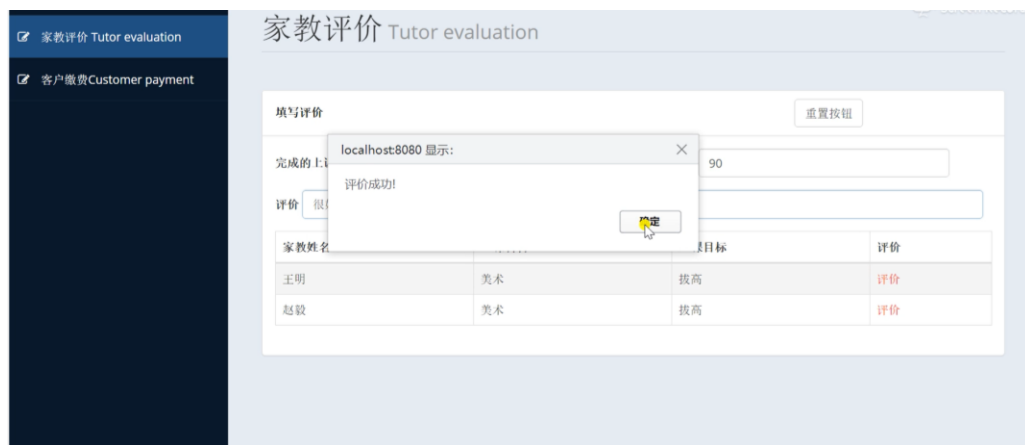 家教评价 Tutor evaluation
客户缴费Customer payment
家教评价 Tutor evaluation
填写评价
重置按钮
localhost:8080 显示:
评价成功!
确定
完成的上
90
评价
家教姓名
目标
评价
王明
美术
拔高
评价
赵毅
美术
拔高
评价